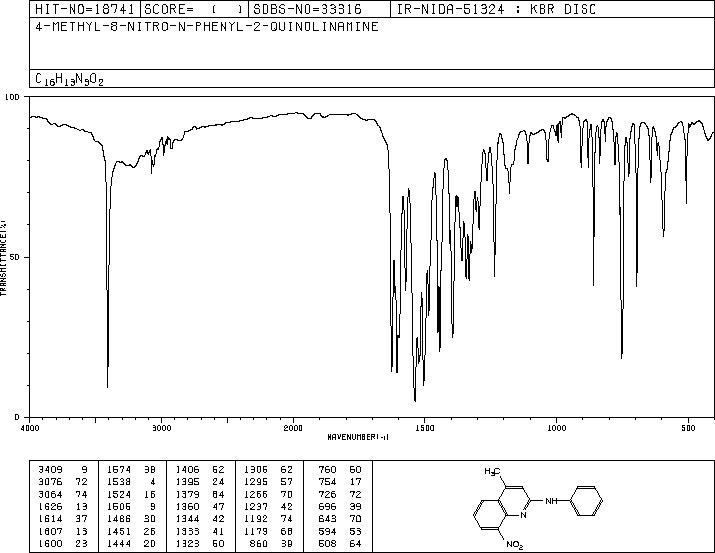 HIT-NO=18741 SCORE= ( ) SDBS-NO=33316 IR-NIDA-51324 : KBR DISC
4-METHYL-8-NITRO-N-PHENYL-2-QUINOLINAMINE
C16H13N3O2
100
50
0
TRANSMITTANCE(%)
4000 3000 2000 1500 1000 500
WAVENUMBER(-1)
3409 9 1574 38 1406 52 1306 62 760 60
3076 72 1538 4 1395 24 1295 57 754 17
3064 74 1524 16 1379 64 1266 70 726 72
1626 13 1506 9 1360 47 1237 42 696 39
1614 37 1486 30 1344 42 1192 74 643 70
1607 13 1451 25 1333 41 1179 68 594 53
1600 23 1444 20 1323 50 860 39 508 64
H3C
NH
N
NO2